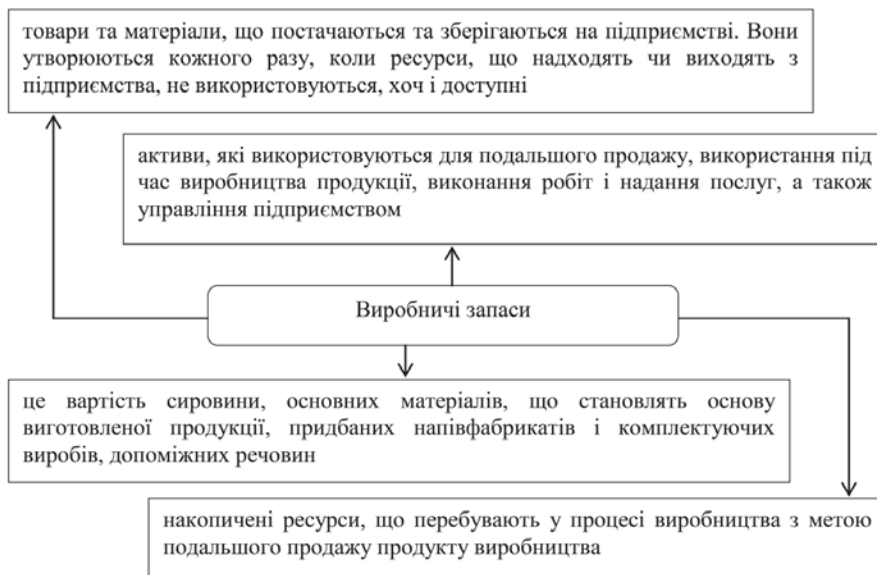 товари та матеріали, що постачаються та зберігаються на підприємстві. Вони
утворюються кожного разу, коли ресурси, що надходять чи виходять з
підприємства, не використовуються, хоч і доступні
активи, які використовуються для подальшого продажу, використання під
час виробництва продукції, виконання робіт і надання послуг, а також
управління підприємством
Виробничі запаси
це вартість сировини, основних матеріалів, що становлять основу
виготовленої продукції, придбаних напівфабрикатів і комплектуючих
виробів, допоміжних речовин
накопичені ресурси, що перебувають у процесі виробництва з метою
подальшого продажу продукту виробництва